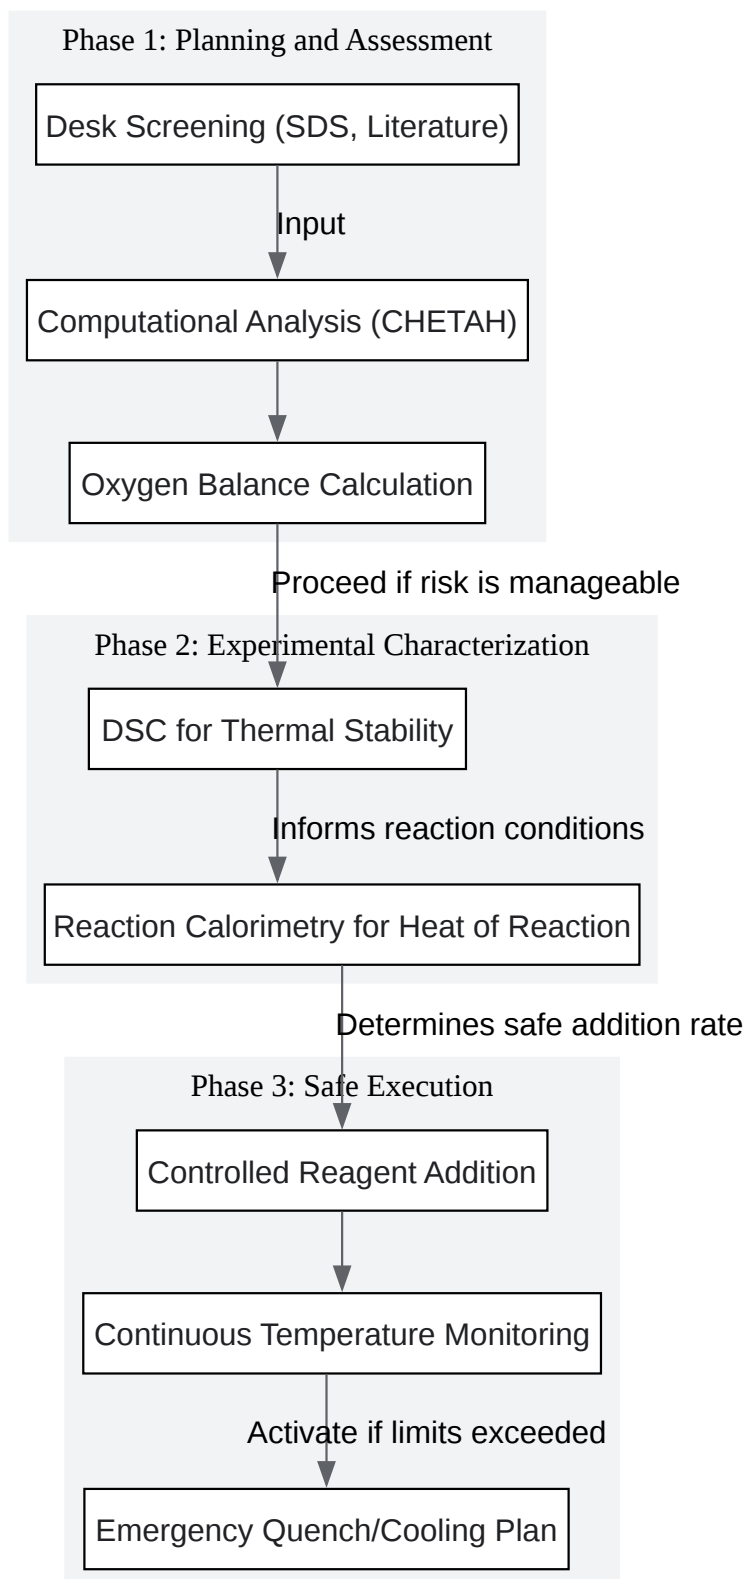 Phase 1: Planning and Assessment
Desk Screening (SDS, Literature)
Input
Computational Analysis (CHETAH)
Oxygen Balance Calculation
Proceed if risk is manageable
Phase 2: Experimental Characterization
DSC for Thermal Stability
Informs reaction conditions
Reaction Calorimetry for Heat of Reaction
Determines safe addition rate
Phase 3: Safe Execution
Controlled Reagent Addition
Continuous Temperature Monitoring
Activate if limits exceeded
Emergency Quench/Cooling Plan